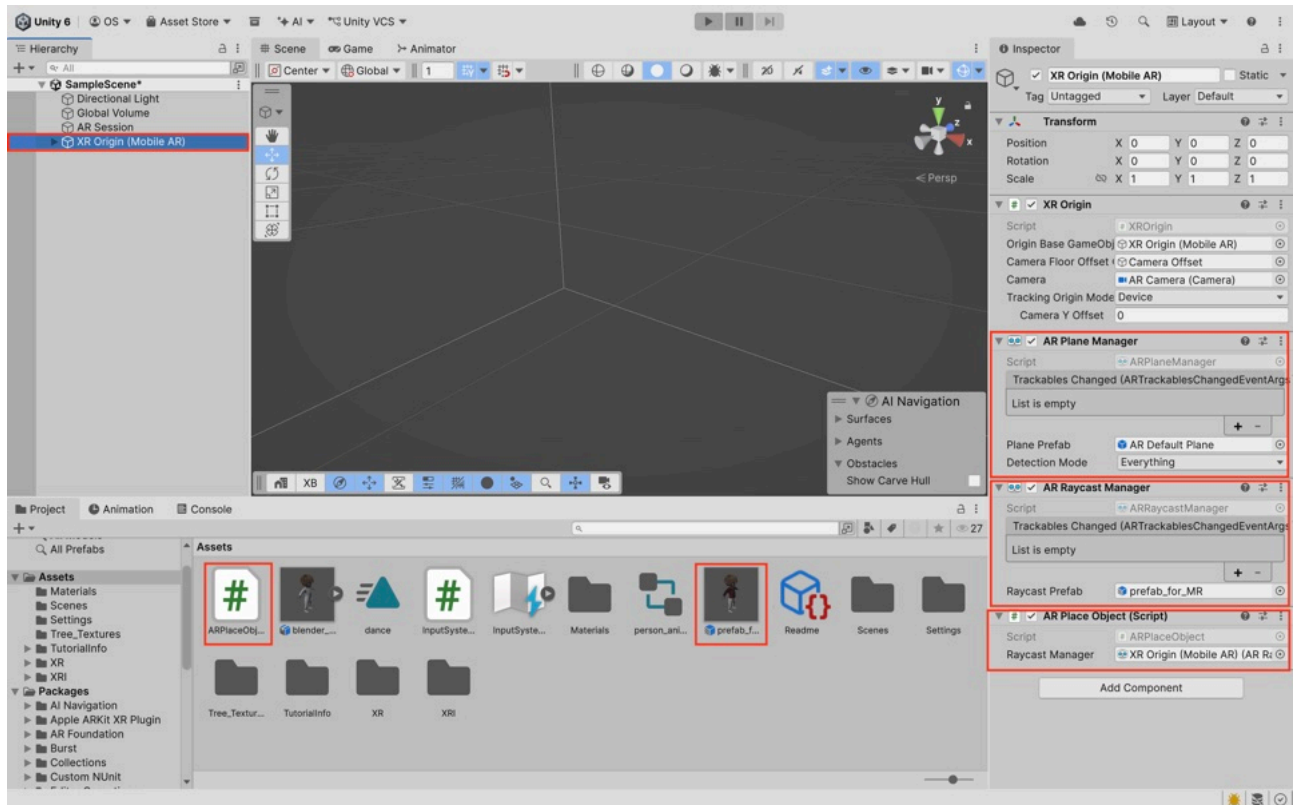 Unity 6 OS Asset Store AI Unity VCS Layout
Hierarchy
All
SampleScene*
Directional Light
Global Volume
AR Session
XR Origin (Mobile AR)
Scene Game Animator
Center Global 1 2D
y
z
x
Persp
AI Navigation
Surfaces
Agents
Obstacles
Show Carve Hull
XB
Inspector
XR Origin (Mobile AR) Static
Tag Untagged Layer Default
Transform
Position X 0 Y 0 Z 0
Rotation X 0 Y 0 Z 0
Scale X 1 Y 1 Z 1
# XR Origin
Script # XROrigin
Origin Base GameObj XR Origin (Mobile AR)
Camera Floor Offset Camera Offset
Camera AR Camera (Camera)
Tracking Origin Mode Device
Camera Y Offset 0
AR Plane Manager
Script ARPlaneManager
Trackables Changed (ARTrackablesChangedEventArgs
List is empty
+ -
Plane Prefab AR Default Plane
Detection Mode Everything
AR Raycast Manager
Script ARRaycastManager
Trackables Changed (ARTrackablesChangedEventArgs
List is empty
+ -
Raycast Prefab prefab_for_MR
# AR Place Object (Script)
Script # ARPlaceObject
Raycast Manager XR Origin (Mobile AR) (AR Ra
Add Component
Project Animation Console
27
All Prefabs
Assets
Materials
Scenes
Settings
Tree_Textures
TutorialInfo
XR
XRI
Packages
AI Navigation
Apple ARKit XR Plugin
AR Foundation
Burst
Collections
Custom NUnit
Assets
# #
ARPlaceObj... blender_... dance InputSyste... InputSyste... Materials person_ani... prefab_f... Readme Scenes Settings
Tree_Textur... TutorialInfo XR XRI